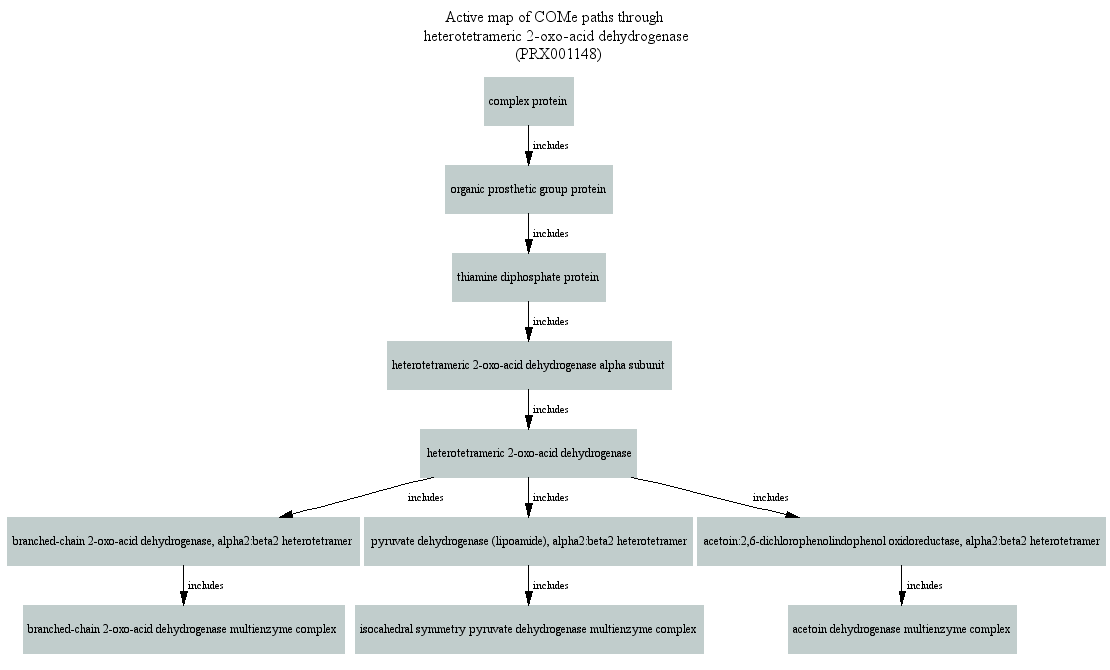 Active map of COMe paths through
heterotetrameric 2-oxo-acid dehydrogenase
(PRX001148)
complex protein
includes
organic prosthetic group protein
includes
thiamine diphosphate protein
includes
heterotetrameric 2-oxo-acid dehydrogenase alpha subunit
includes
heterotetrameric 2-oxo-acid dehydrogenase
includes
includes
includes
branched-chain 2-oxo-acid dehydrogenase, alpha2:beta2 heterotetramer
pyruvate dehydrogenase (lipoamide), alpha2:beta2 heterotetramer
acetoin:2,6-dichlorophenolindophenol oxidoreductase, alpha2:beta2 heterotetramer
includes
includes
includes
branched-chain 2-oxo-acid dehydrogenase multienzyme complex
isocahedral symmetry pyruvate dehydrogenase multienzyme complex
acetoin dehydrogenase multienzyme complex